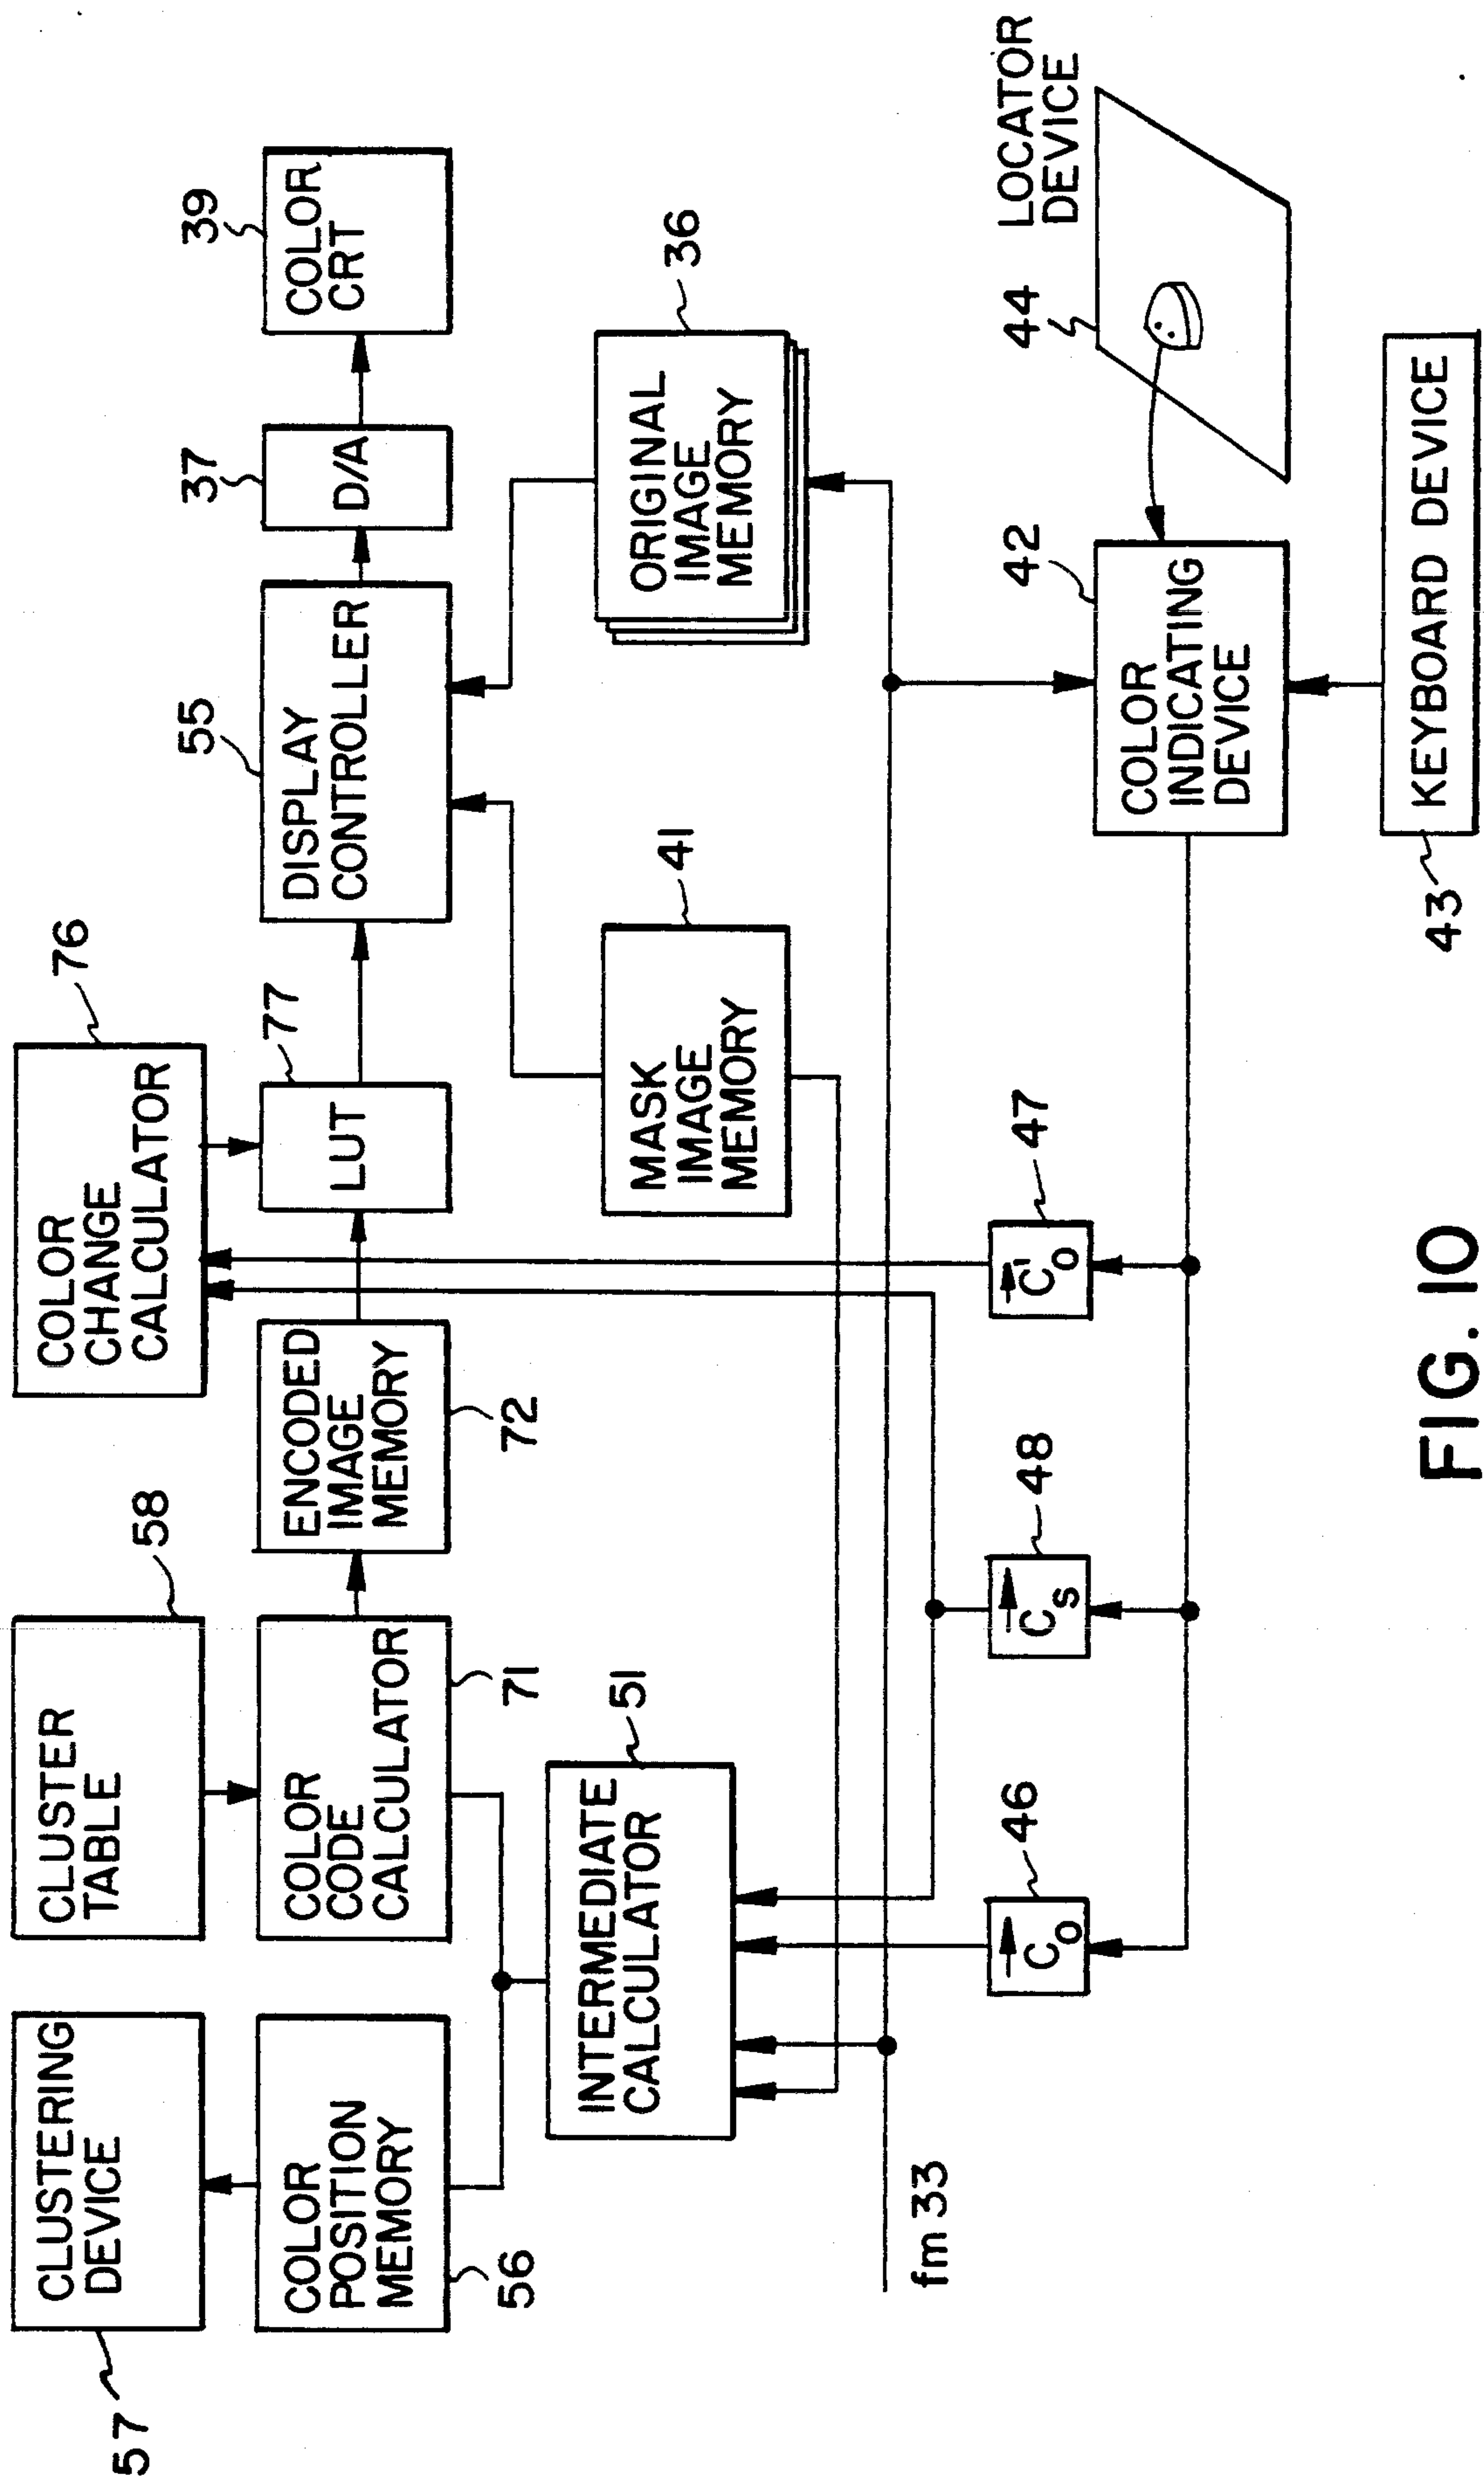 57
CLUSTERING
DEVICE
CLUSTER
TABLE
58
COLOR
CHANGE
CALCULATOR
76
COLOR
POSITION
MEMORY
56
COLOR
CODE
CALCULATOR
71
ENCODED
IMAGE
MEMORY
72
LUT
77
DISPLAY
CONTROLLER
55
D/A
37
COLOR
CRT
39
INTERMEDIATE
CALCULATOR
51
MASK
IMAGE
MEMORY
41
ORIGINAL
IMAGE
MEMORY
36
fm 33
C⃗o
46
C⃗s
48
C⃗'o
47
COLOR
INDICATING
DEVICE
42
44
LOCATOR
DEVICE
43
KEYBOARD DEVICE
FIG. 10